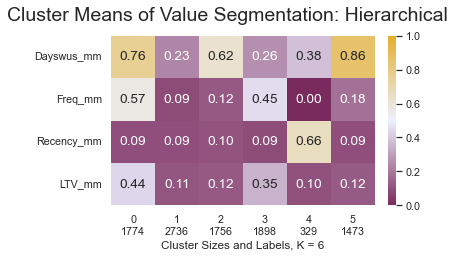 Cluster Means of Value Segmentation: Hierarchical
Dayswus_mm 0.76 0.23 0.62 0.26 0.38 0.86
Freq_mm 0.57 0.09 0.12 0.45 0.00 0.18
Recency_mm 0.09 0.09 0.10 0.09 0.66 0.09
LTV_mm 0.44 0.11 0.12 0.35 0.10 0.12
0 1 2 3 4 5
1774 2736 1756 1898 329 1473
Cluster Sizes and Labels, K = 6
1.0
0.8
0.6
0.4
0.2
0.0